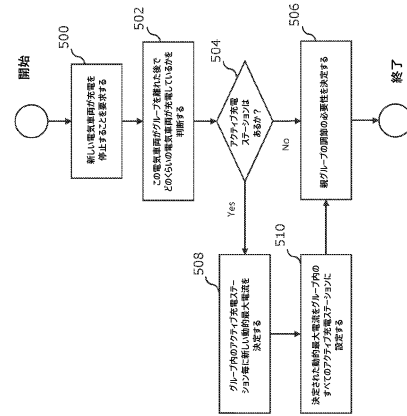 開始
500
新しい電気車両が充電を
停止することを要求する
502
この電気車両がグループを離れた後で
どのくらいの電気車両が充電しているかを
判断する
504
アクティブ充電
ステーションは
あるか?
Yes
No
508
グループ内のアクティブ充電ステー
ション毎に新しい動的最大電流を
決定する
510
決定された動的最大電流をグループ内の
すべてのアクティブ充電ステーションに
設定する
506
親グループの調節の必要性を決定する
終了